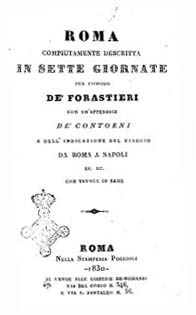 ROMA
COMPIUTAMENTE DESCRITTA
IN SETTE GIORNATE
PER COMODO
DE' FORASTIERI
CON UN'APPENDICE
DE' CONTORNI
E DELL' INDICAZIONE DEL VIAGGIO
DA ROMA A NAPOLI
EC. EC.
CON TAVOLE IN RAME
ROMA
NELLA STAMPERIA POGGIOLI
-1830-
SI VENDE ALLE LIBRERIE DE-ROMANIS
VIA DEL CORSO N. 346,
E VIA S. PANTALEO N. 56.